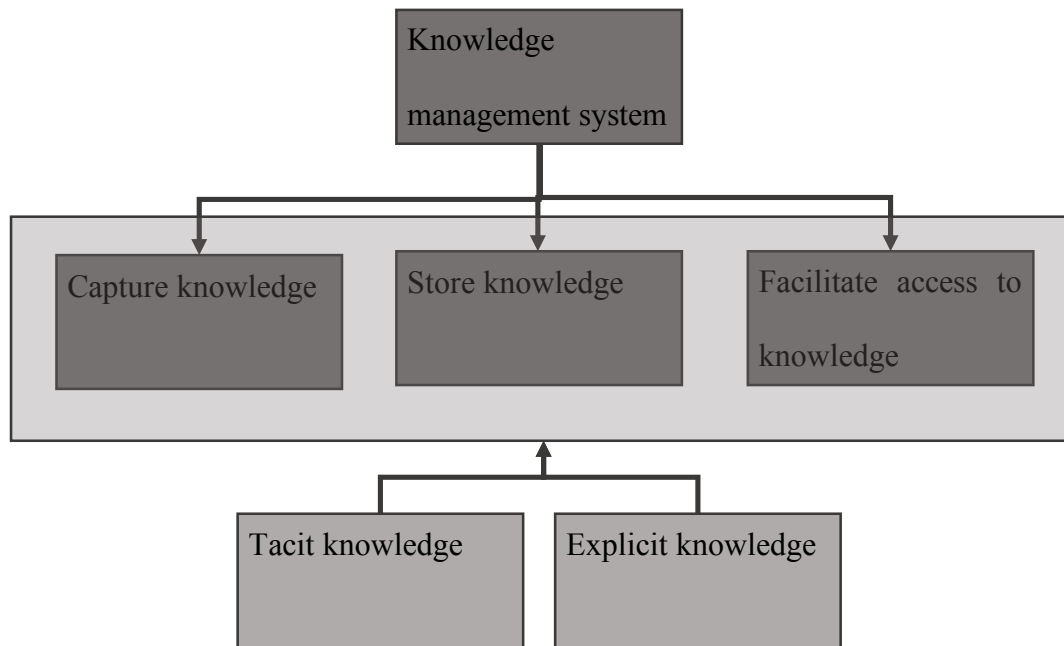 Knowledge
management system
Capture knowledge
Store knowledge
Facilitate access to
knowledge
Tacit knowledge
Explicit knowledge